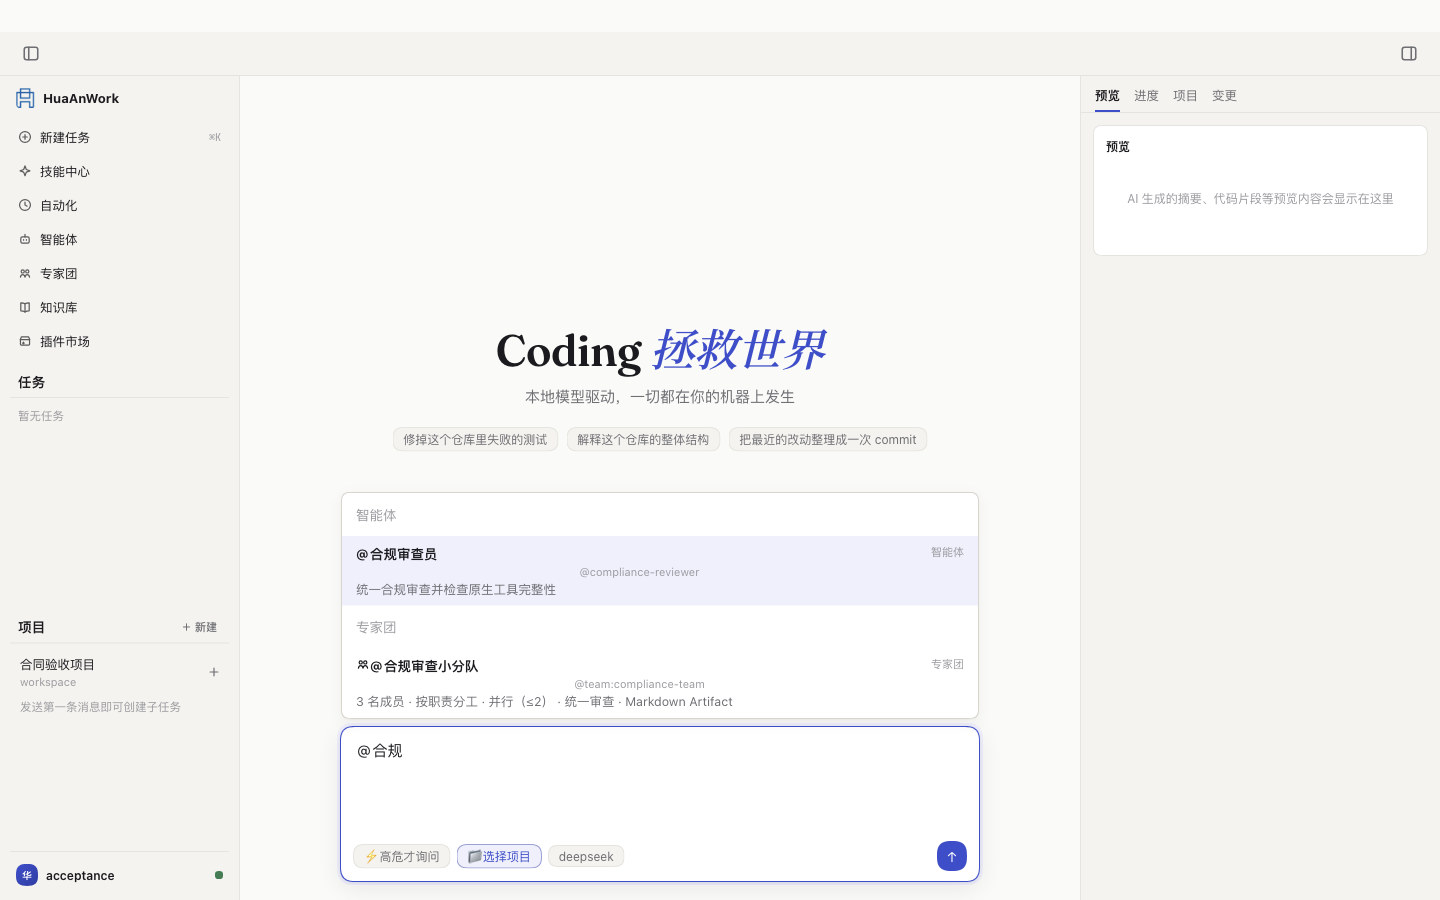 HuaAnWork
新建任务 ⌘K
技能中心
自动化
智能体
专家团
知识库
插件市场
任务
暂无任务
项目 + 新建
合同验收项目
workspace
+
发送第一条消息即可创建子任务
华 acceptance
Coding 拯救世界
本地模型驱动，一切都在你的机器上发生
修掉这个仓库里失败的测试 解释这个仓库的整体结构 把最近的改动整理成一次 commit
智能体
@合规审查员 智能体
@compliance-reviewer
统一合规审查并检查原生工具完整性
专家团
@合规审查小分队 专家团
@team:compliance-team
3 名成员 · 按职责分工 · 并行（≤2） · 统一审查 · Markdown Artifact
@合规
⚡高危才询问 选择项目 deepseek
预览 进度 项目 变更
预览
AI 生成的摘要、代码片段等预览内容会显示在这里